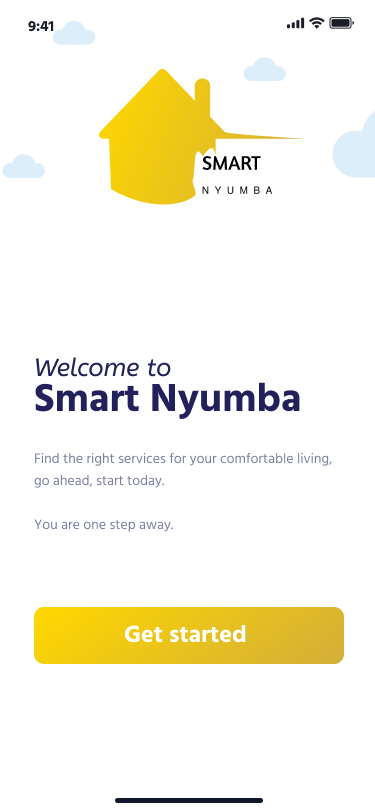 9:41
SMART
NYUMBA
Welcome to
Smart Nyumba
Find the right services for your comfortable living,
go ahead, start today.
You are one step away.
Get started